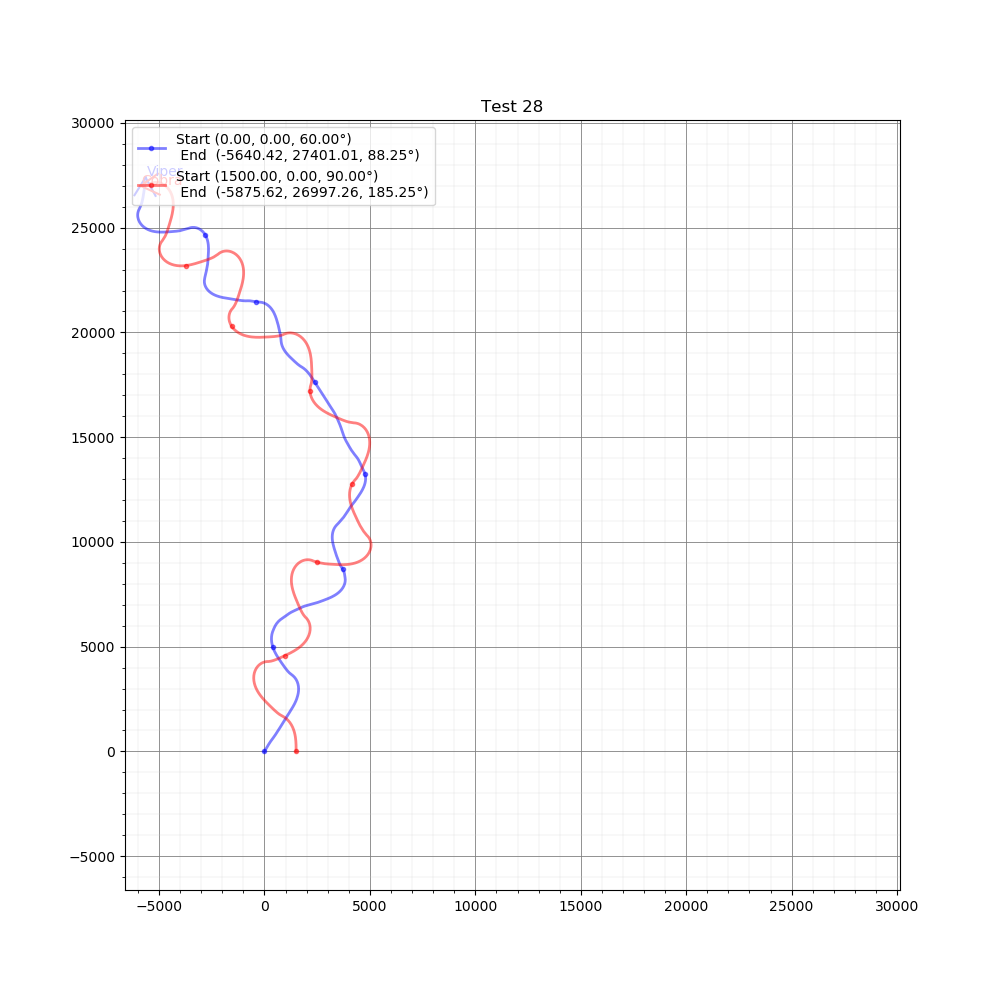 Test 28
Start (0.00, 0.00, 60.00°)
End (-5640.42, 27401.01, 88.25°)
Start (1500.00, 0.00, 90.00°)
End (-5875.62, 26997.26, 185.25°)
30000
25000
20000
15000
10000
5000
0
−5000
−5000 0 5000 10000 15000 20000 25000 30000